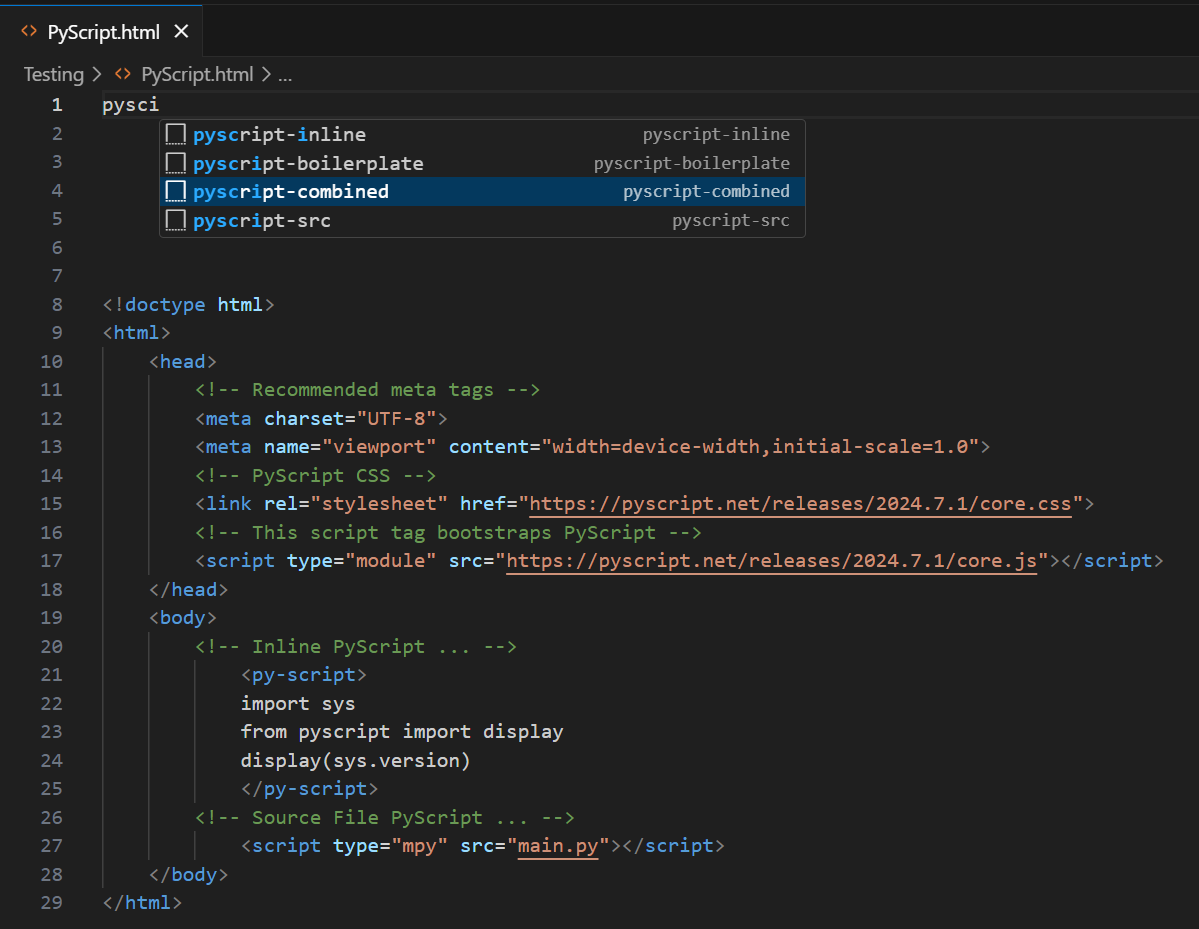 PyScript.html
Testing > PyScript.html > ...
1 pysci
2 pyscript-inline pyscript-inline
3 pyscript-boilerplate pyscript-boilerplate
4 pyscript-combined pyscript-combined
5 pyscript-src pyscript-src
6
7
8 <!doctype html>
9 <html>
10 <head>
11 <!-- Recommended meta tags -->
12 <meta charset="UTF-8">
13 <meta name="viewport" content="width=device-width,initial-scale=1.0">
14 <!-- PyScript CSS -->
15 <link rel="stylesheet" href="https://pyscript.net/releases/2024.7.1/core.css">
16 <!-- This script tag bootstraps PyScript -->
17 <script type="module" src="https://pyscript.net/releases/2024.7.1/core.js"></script>
18 </head>
19 <body>
20 <!-- Inline PyScript ... -->
21 <py-script>
22 import sys
23 from pyscript import display
24 display(sys.version)
25 </py-script>
26 <!-- Source File PyScript ... -->
27 <script type="mpy" src="main.py"></script>
28 </body>
29 </html>